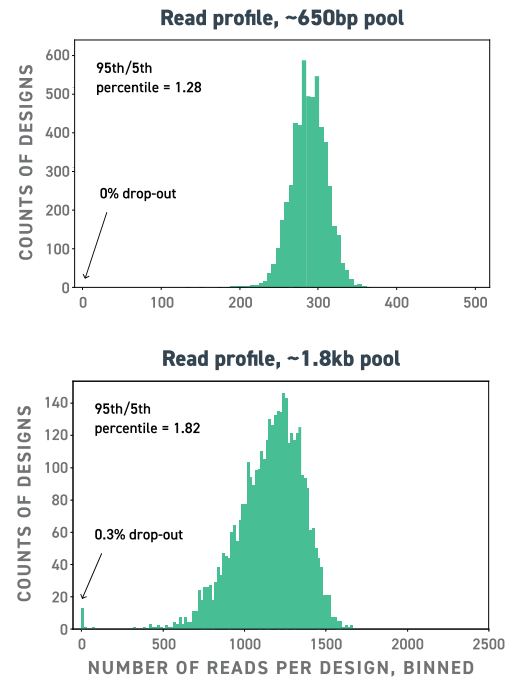 Read profile, ~650bp pool
COUNTS OF DESIGNS
600
500
400
300
200
100
0
95th/5th
percentile = 1.28
0% drop-out
0
100
200
300
400
500
Read profile, ~1.8kb pool
COUNTS OF DESIGNS
140
120
100
80
60
40
20
0
95th/5th
percentile = 1.82
0.3% drop-out
0
500
1000
1500
2000
2500
NUMBER OF READS PER DESIGN, BINNED